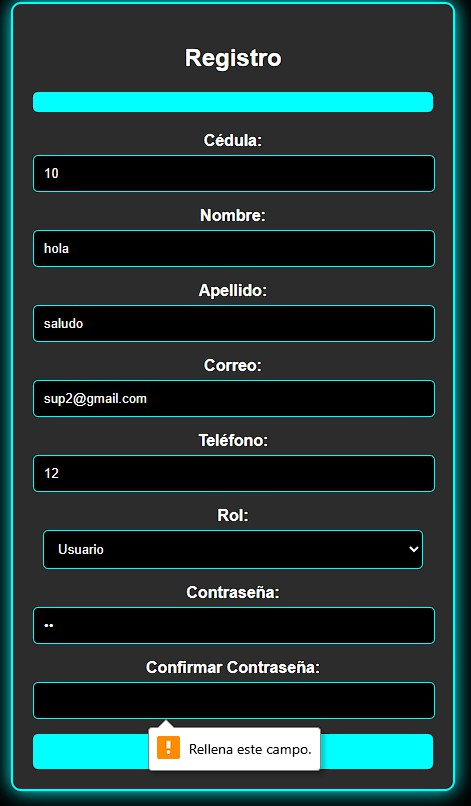 Registro
Cédula:
10
Nombre:
hola
Apellido:
saludo
Correo:
sup2@gmail.com
Teléfono:
12
Rol:
Usuario
Contraseña:
••
Confirmar Contraseña:
Rellena este campo.